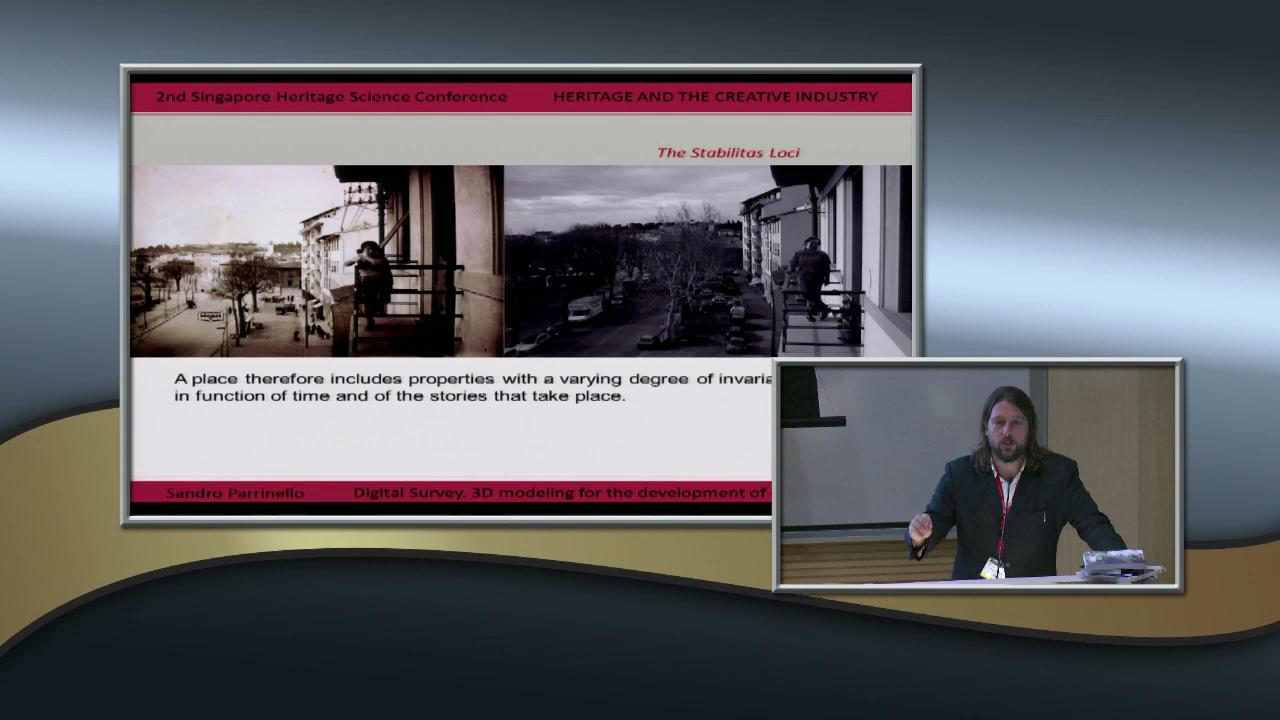 2nd Singapore Heritage Science Conference HERITAGE AND THE CREATIVE INDUSTRY
The Stabilitas Loci
A place therefore includes properties with a varying degree of
in function of time and of the stories that take place.
Sandro Parrinello Digital Survey. 3D modeling for the development of